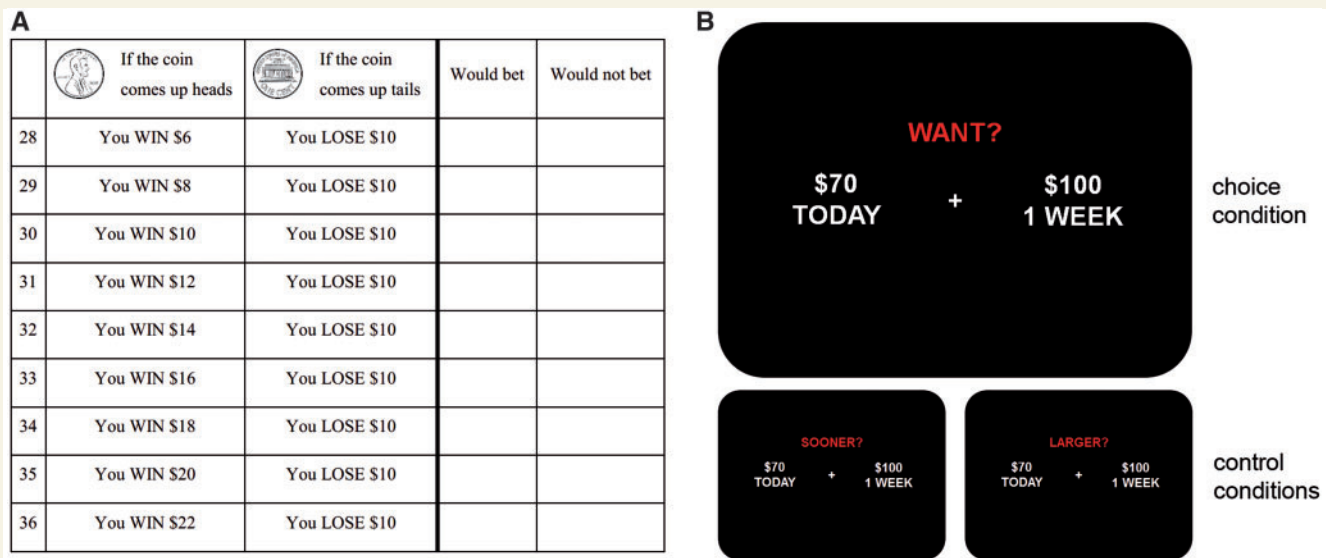 A
If the coin
comes up heads
If the coin
comes up tails
Would bet
Would not bet
28 You WIN $6 You LOSE $10
29 You WIN $8 You LOSE $10
30 You WIN $10 You LOSE $10
31 You WIN $12 You LOSE $10
32 You WIN $14 You LOSE $10
33 You WIN $16 You LOSE $10
34 You WIN $18 You LOSE $10
35 You WIN $20 You LOSE $10
36 You WIN $22 You LOSE $10
B
WANT?
$70 + $100
TODAY 1 WEEK
choice
condition
SOONER?
$70 + $100
TODAY 1 WEEK
LARGER?
$70 + $100
TODAY 1 WEEK
control
conditions